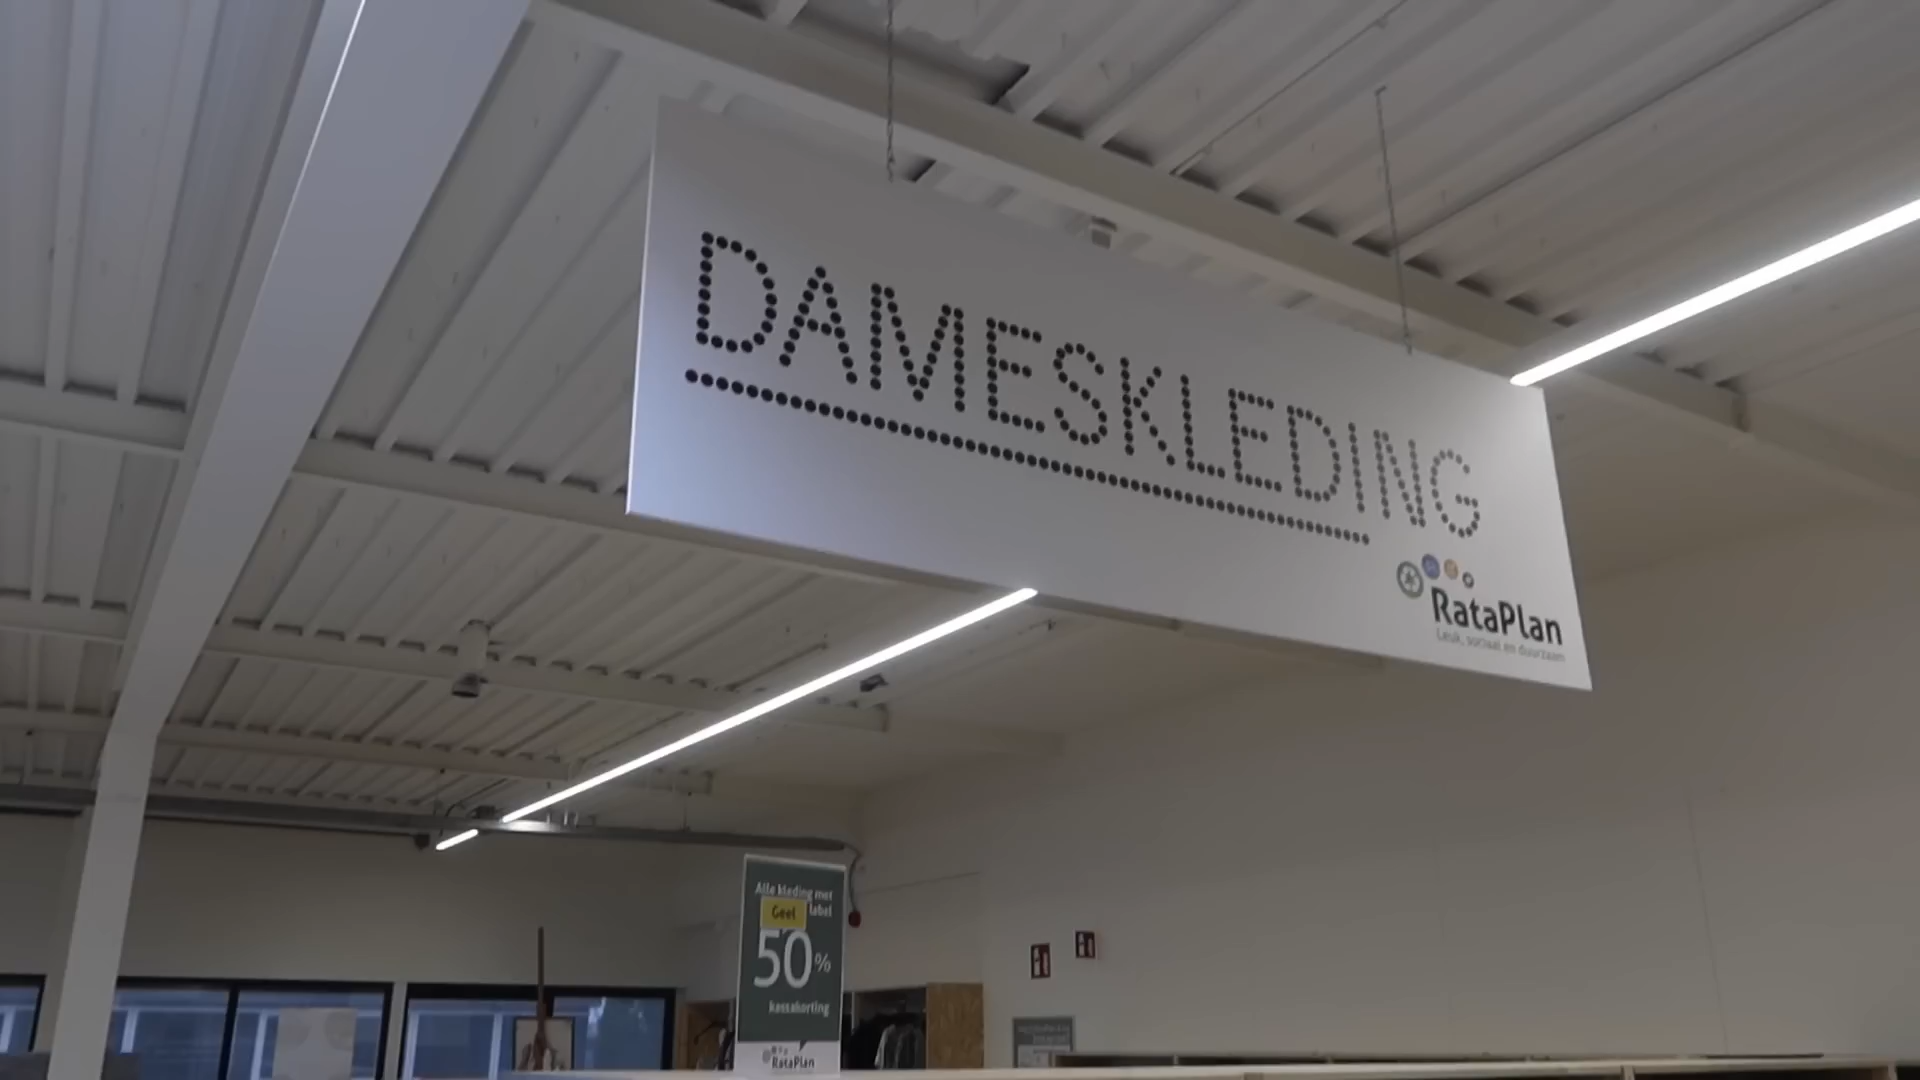 DAMESKLEDING
RataPlan
Leuk, sociaal en duurzaam
Alle kleding met
Geel label
50%
kassakorting
RataPlan